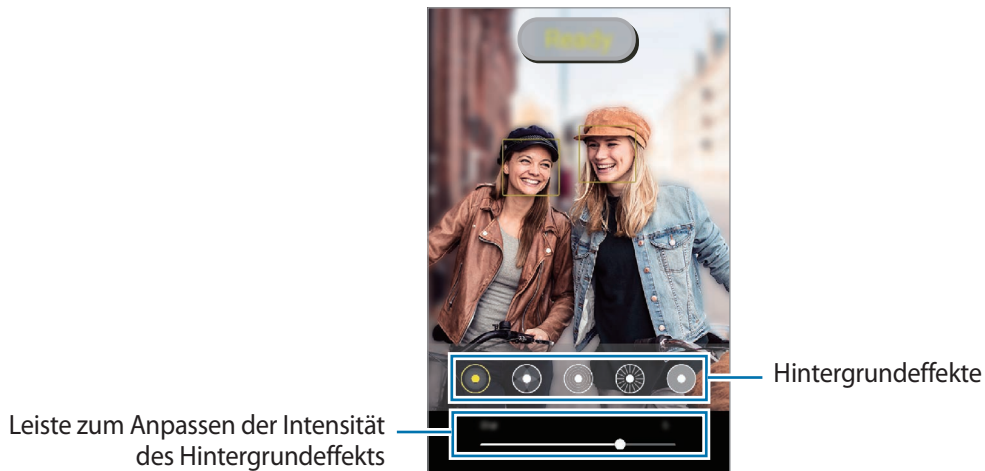 Ready
Hintergrundeffekte
Leiste zum Anpassen der Intensität
des Hintergrundeffekts